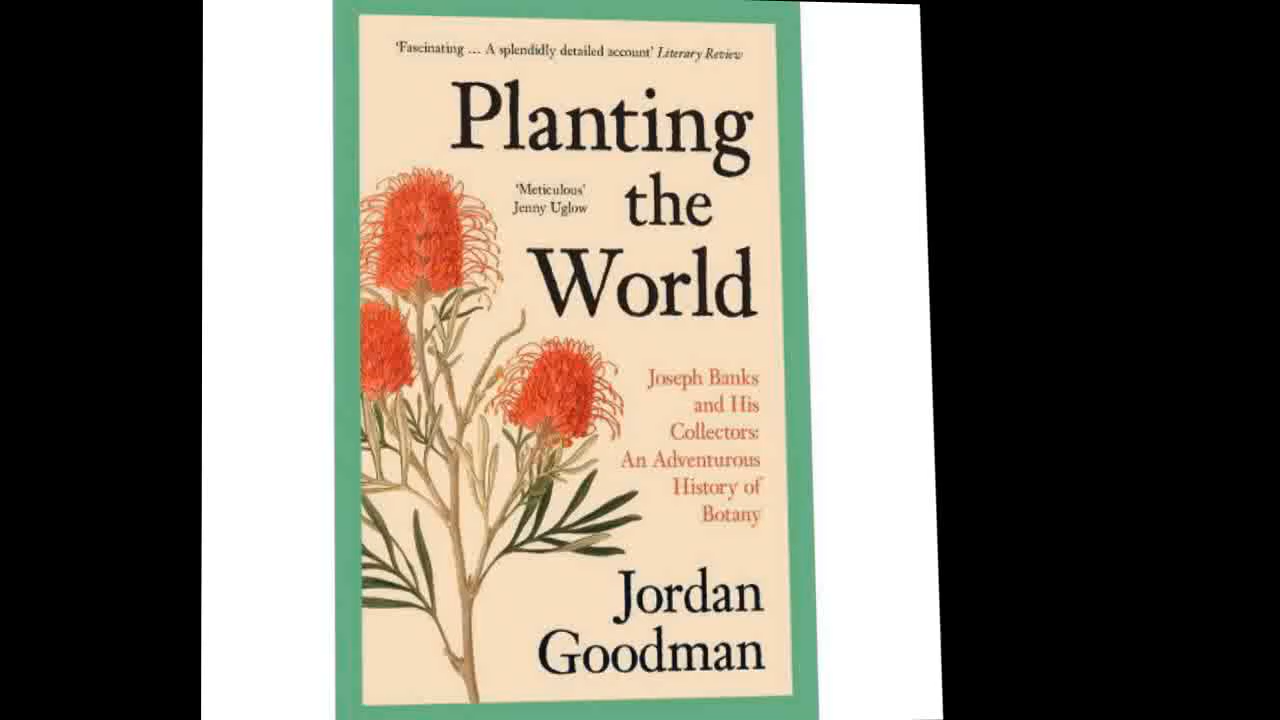 'Fascinating ... A splendidly detailed account' Literary Review
Planting
the
World
'Meticulous'
Jenny Uglow
Joseph Banks
and His
Collectors:
An Adventurous
History of
Botany
Jordan
Goodman